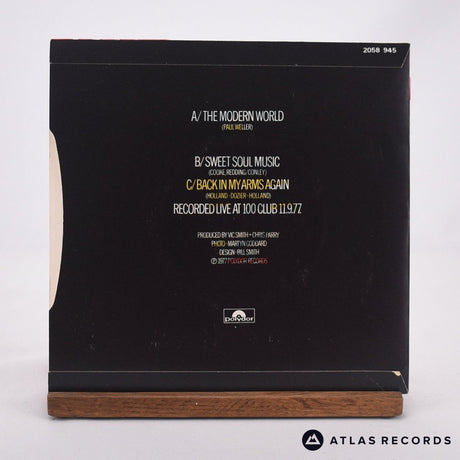 2058 945
A/ THE MODERN WORLD
(PAUL WELLER)
B/ SWEET SOUL MUSIC
(COOKE, REDDING, CONLEY)
C/ BACK IN MY ARMS AGAIN
(HOLLAND - DOZIER - HOLLAND)
RECORDED LIVE AT 100 CLUB 11.9.77.
PRODUCED BY VIC SMITH + CHRIS PARRY
PHOTO - MARTYN GODDARD
DESIGN - BILL SMITH
℗ 1977 POLYDOR RECORDS
polydor
ATLAS RECORDS